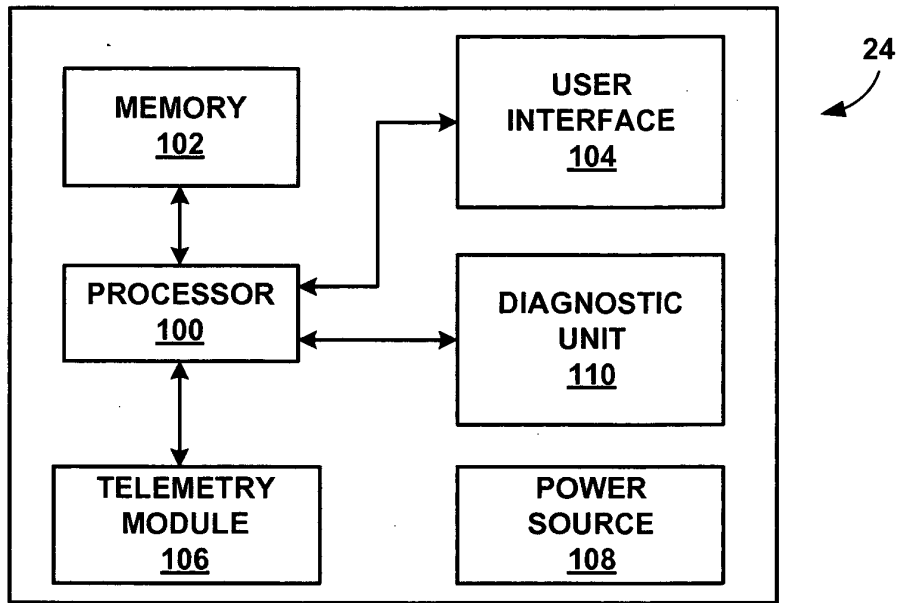 24
MEMORY
102
USER
INTERFACE
104
PROCESSOR
100
DIAGNOSTIC
UNIT
110
TELEMETRY
MODULE
106
POWER
SOURCE
108